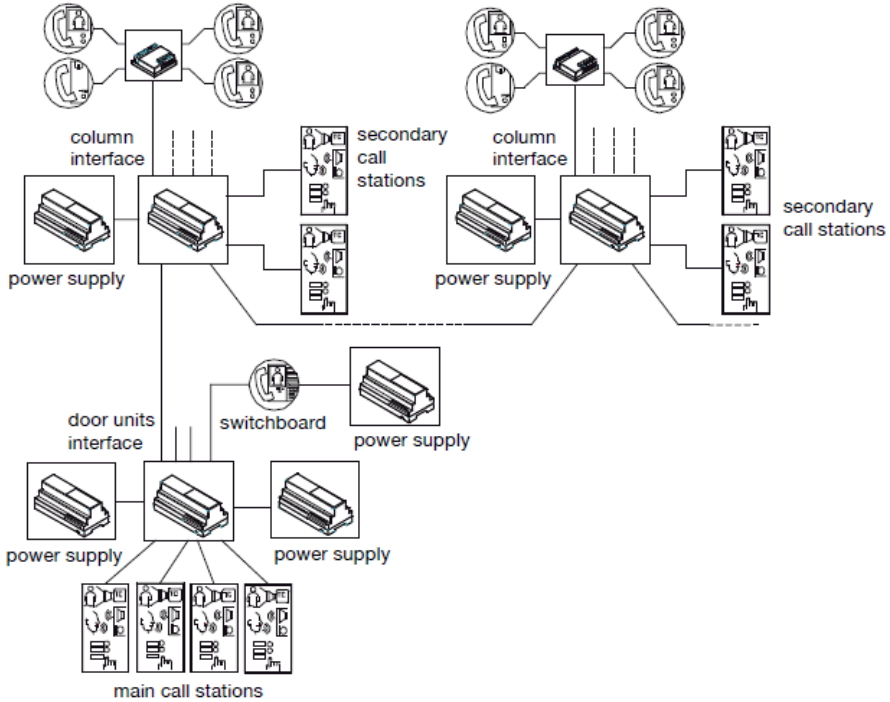 column
interface
secondary
call
stations
power supply
column
interface
secondary
call stations
power supply
door units
interface
switchboard
power supply
power supply
power supply
main call stations